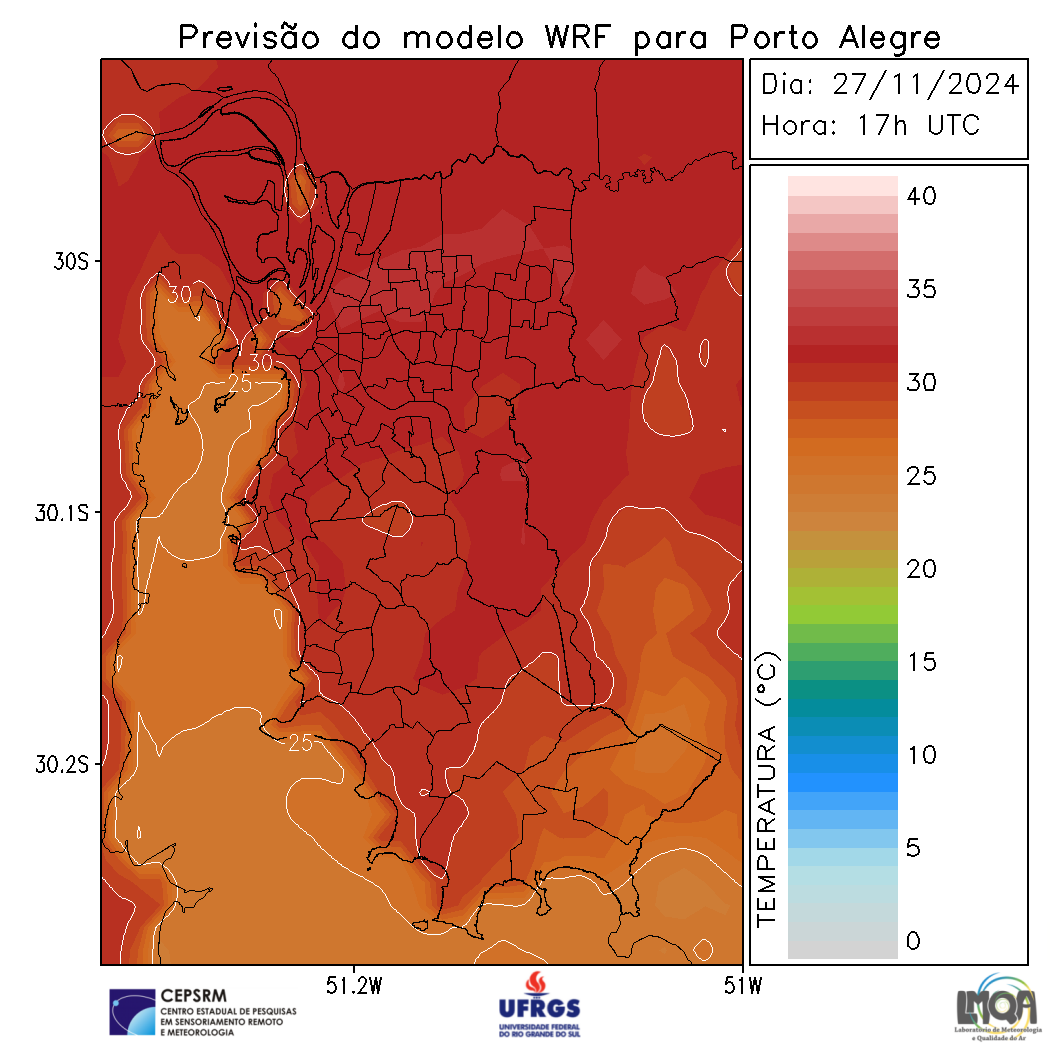 Previsão do modelo WRF para Porto Alegre
Dia: 27/11/2024
Hora: 17h UTC
40
35
30
25
20
15
10
5
0
TEMPERATURA (°C)
30S
30.1S
30.2S
51.2W
51W
30
30
25
25
CEPSRM
CENTRO ESTADUAL DE PESQUISAS
EM SENSORIAMENTO REMOTO
E METEOROLOGIA
UFRGS
UNIVERSIDADE FEDERAL
DO RIO GRANDE DO SUL
LMQA
Laboratório de Meteorologia
e Qualidade do Ar